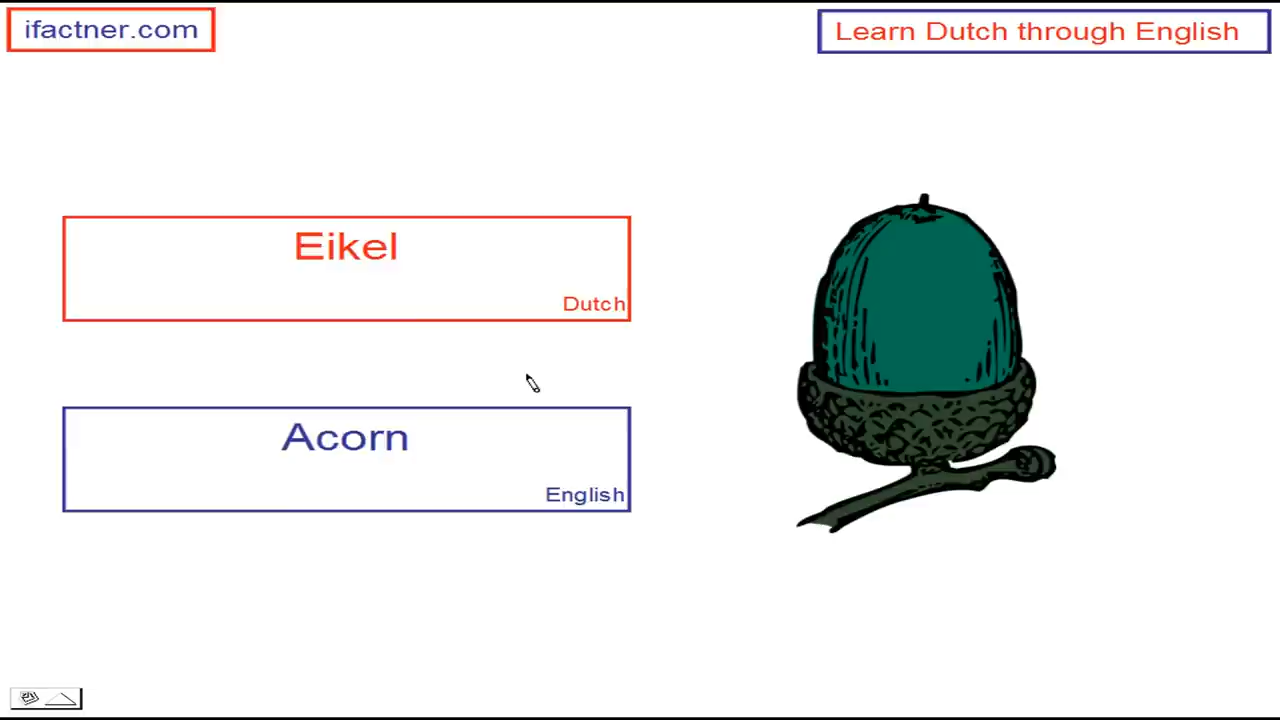 ifactner.com
Learn Dutch through English
Eikel
Dutch
Acorn
English